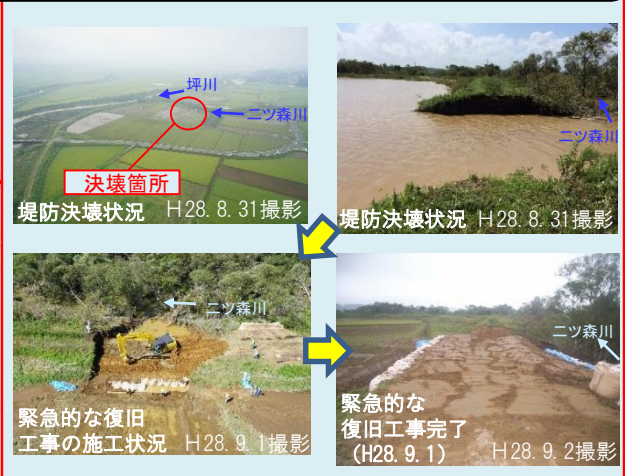 坪川
二ツ森川
決壊箇所
堤防決壊状況 H28.8.31撮影
二ツ森川
堤防決壊状況 H28.8.31撮影
二ツ森川
緊急的な復旧
工事の施工状況 H28.9.1撮影
二ツ森川
緊急的な
復旧工事完了
(H28.9.1) H28.9.2撮影